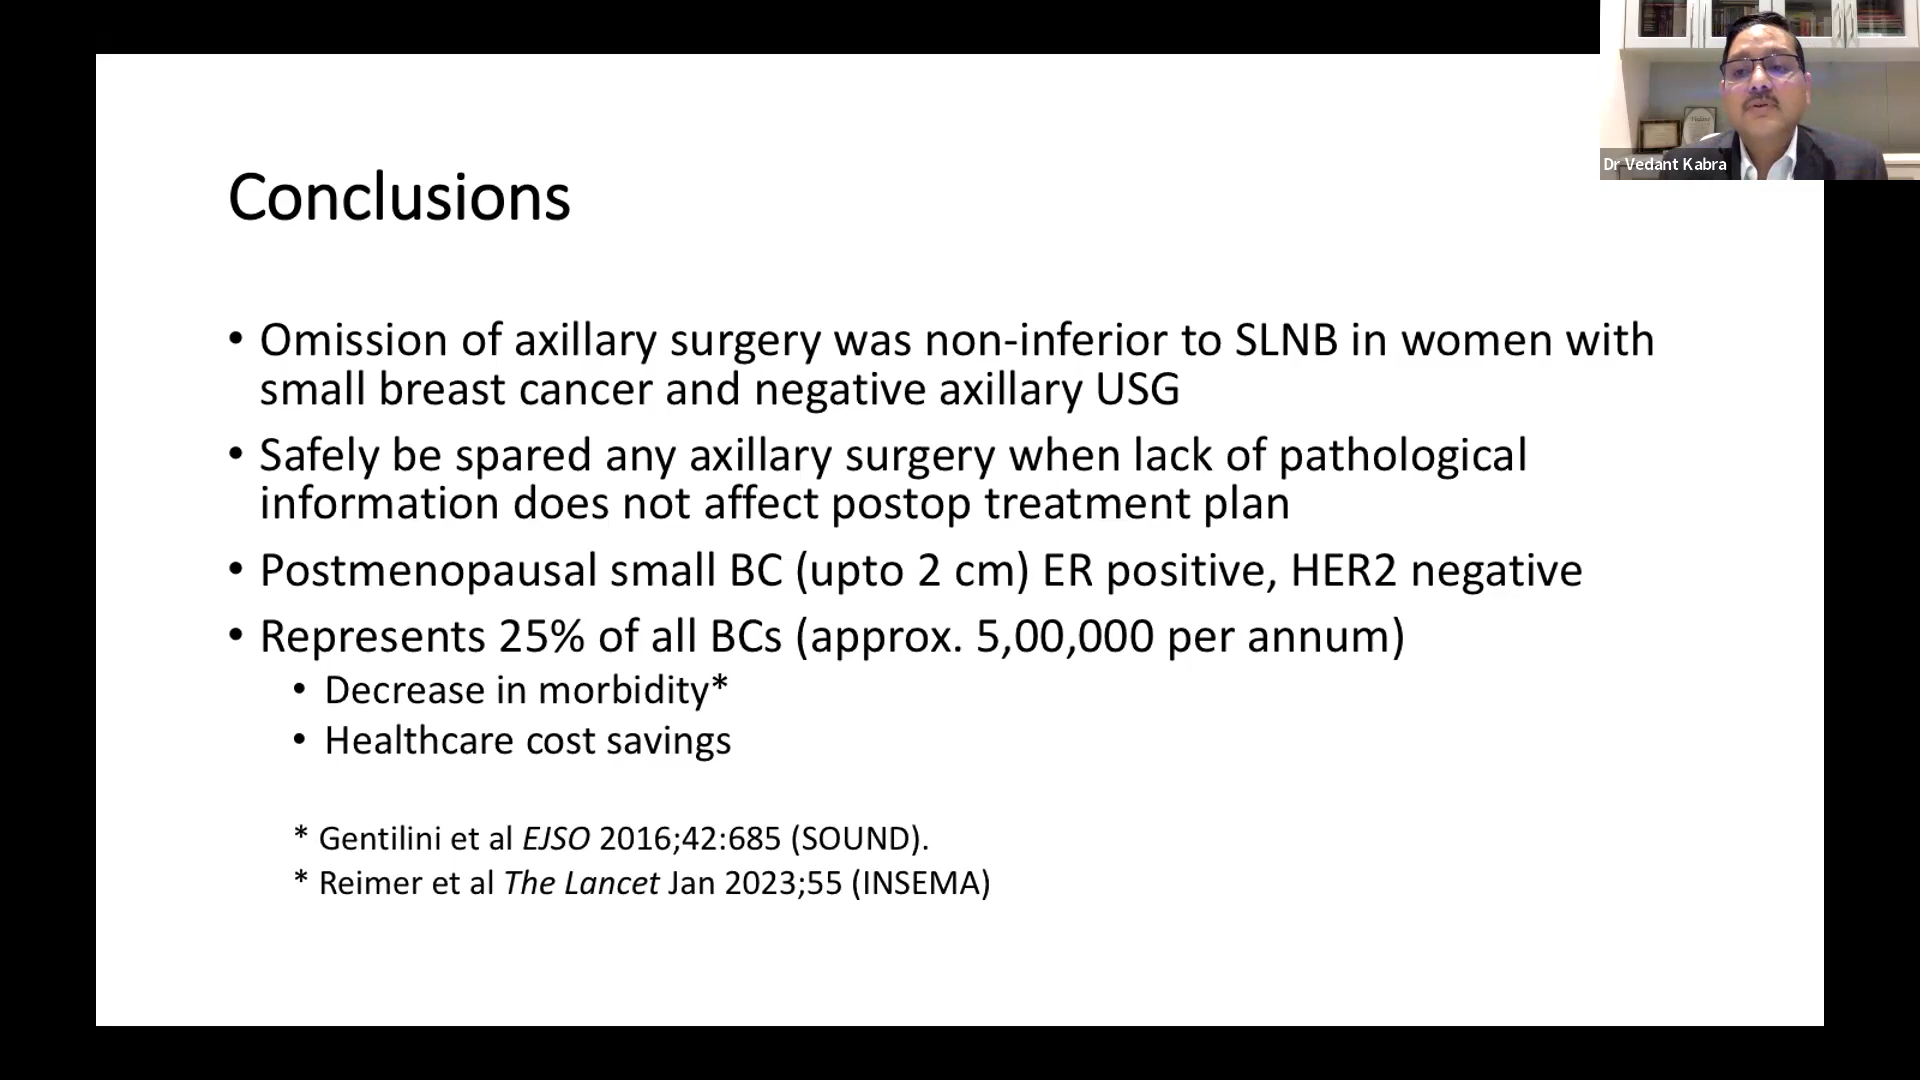 Dr Vedant Kabra
Conclusions
• Omission of axillary surgery was non-inferior to SLNB in women with
small breast cancer and negative axillary USG
• Safely be spared any axillary surgery when lack of pathological
information does not affect postop treatment plan
• Postmenopausal small BC (upto 2 cm) ER positive, HER2 negative
• Represents 25% of all BCs (approx. 5,00,000 per annum)
• Decrease in morbidity*
• Healthcare cost savings
* Gentilini et al EJSO 2016;42:685 (SOUND).
* Reimer et al The Lancet Jan 2023;55 (INSEMA)